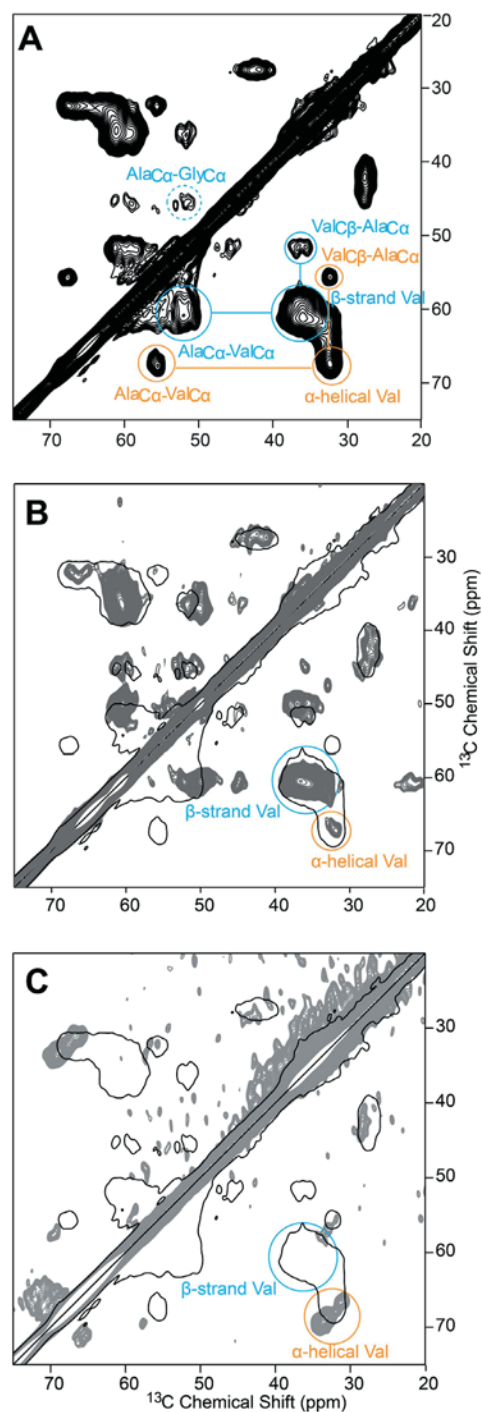 A
20
30
40
50
60
70
AlaCα-GlyCα
ValCβ-AlaCα
ValCβ-AlaCα
β-strand Val
AlaCα-ValCα
AlaCα-ValCα
α-helical Val
70 60 50 40 30 20
B
30
40
50
60
70
13C Chemical Shift (ppm)
β-strand Val
α-helical Val
70 60 50 40 30 20
C
30
40
50
60
70
β-strand Val
α-helical Val
70 60 50 40 30 20
13C Chemical Shift (ppm)